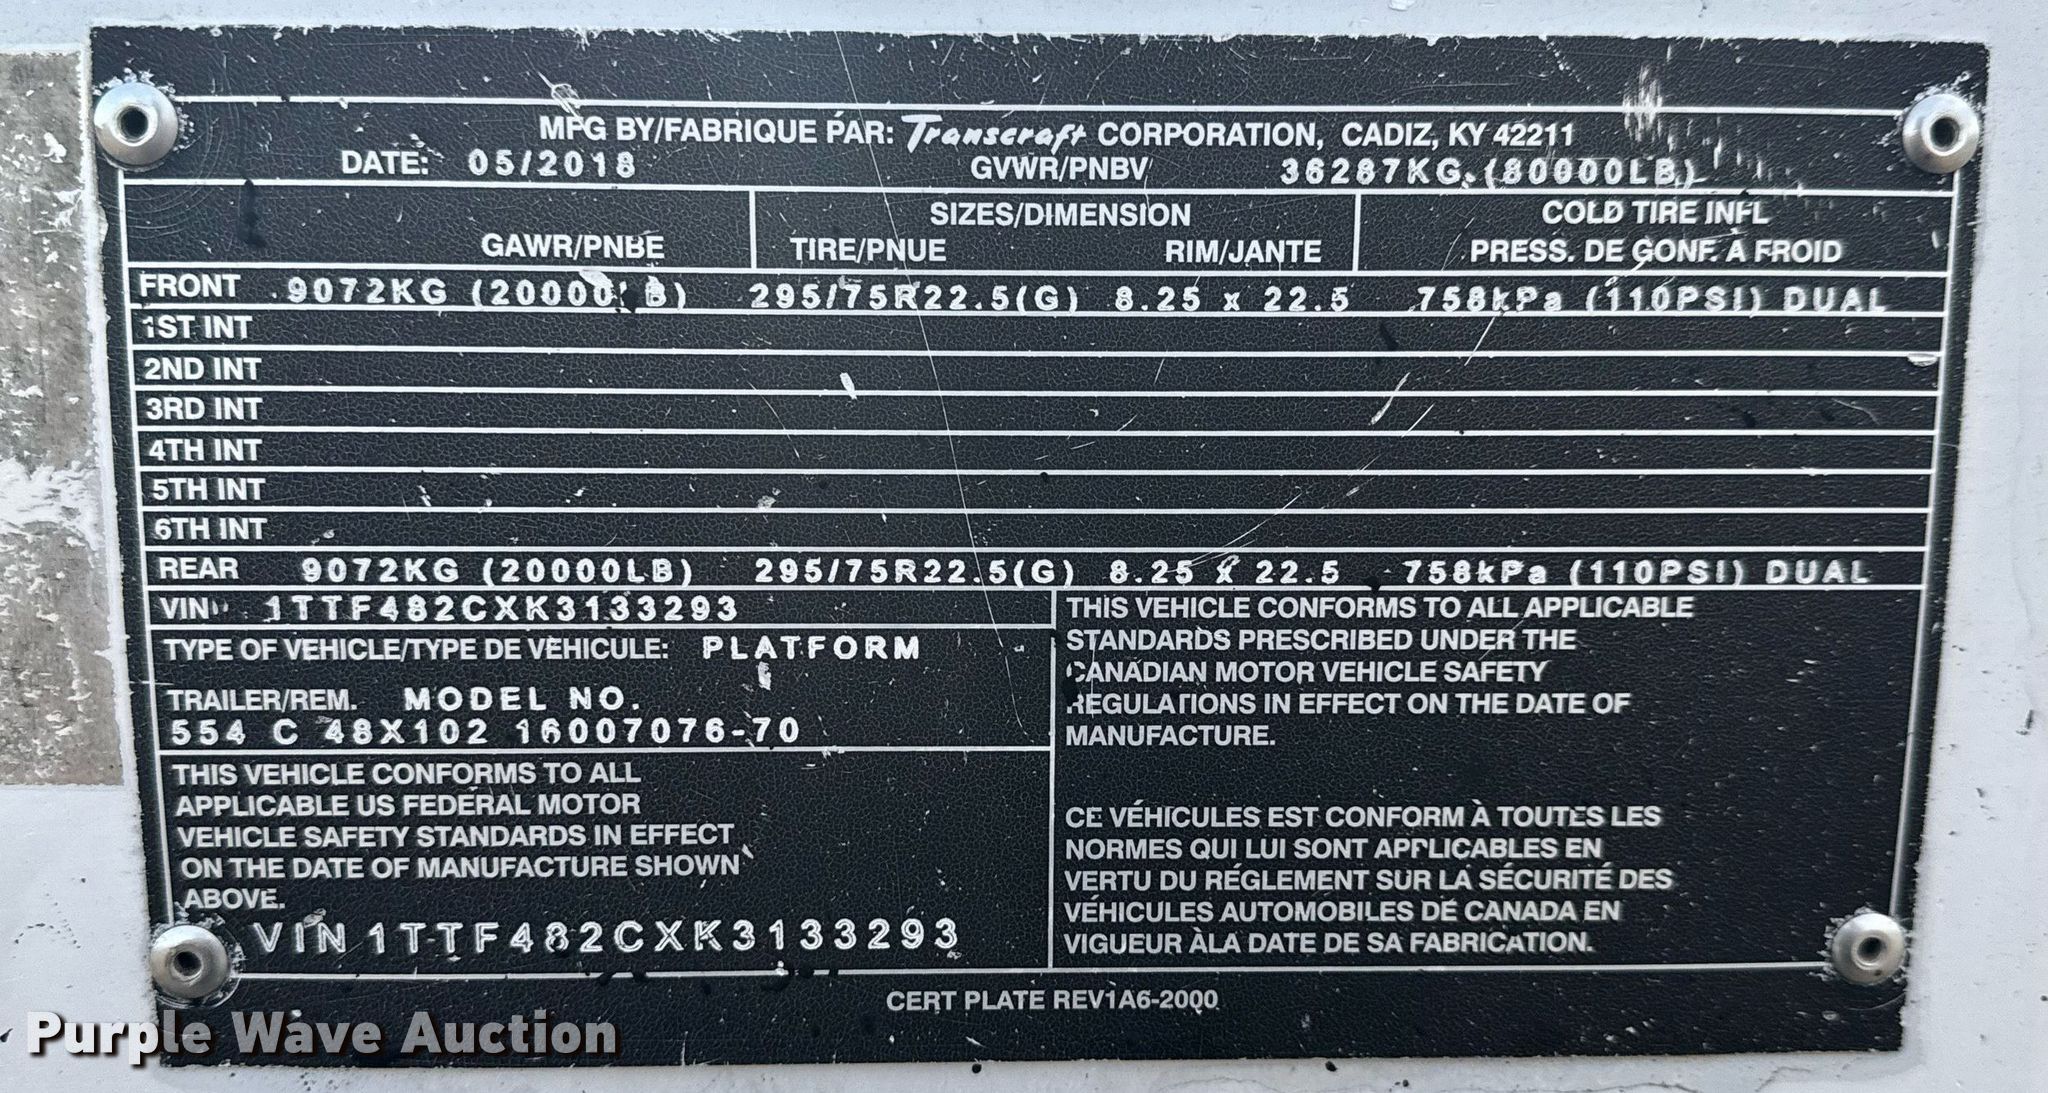 MFG BY/FABRIQUE PAR: Transcraft CORPORATION, CADIZ, KY 42211
DATE: 05/2018 GVWR/PNBV 36287KG (80000LB)
SIZES/DIMENSION COLD TIRE INFL
GAWR/PNBE TIRE/PNUE RIM/JANTE PRESS. DE GONF. A FROID
FRONT 9072KG (20000LB) 295/75R22.5(G) 8.25 x 22.5 758kPa (110PSI) DUAL
1ST INT
2ND INT
3RD INT
4TH INT
5TH INT
6TH INT
REAR 9072KG (20000LB) 295/75R22.5(G) 8.25 x 22.5 758kPa (110PSI) DUAL
VIN: 1TTF482CXK3133293
TYPE OF VEHICLE/TYPE DE VEHICULE: PLATFORM
TRAILER/REM. MODEL NO.
554 C 48X102 16007076-70
THIS VEHICLE CONFORMS TO ALL
APPLICABLE US FEDERAL MOTOR
VEHICLE SAFETY STANDARDS IN EFFECT
ON THE DATE OF MANUFACTURE SHOWN
ABOVE.
VIN 1TTF482CXK3133293
THIS VEHICLE CONFORMS TO ALL APPLICABLE
STANDARDS PRESCRIBED UNDER THE
CANADIAN MOTOR VEHICLE SAFETY
REGULATIONS IN EFFECT ON THE DATE OF
MANUFACTURE.
CE VÉHICULES EST CONFORM À TOUTES LES
NORMES QUI LUI SONT APPLICABLES EN
VERTU DU RÉGLEMENT SUR LA SÉCURITÉ DES
VÉHICULES AUTOMOBILES DE CANADA EN
VIGUEUR ÀLA DATE DE SA FABRICATION.
CERT PLATE REV1A6-2000
Purple Wave Auction